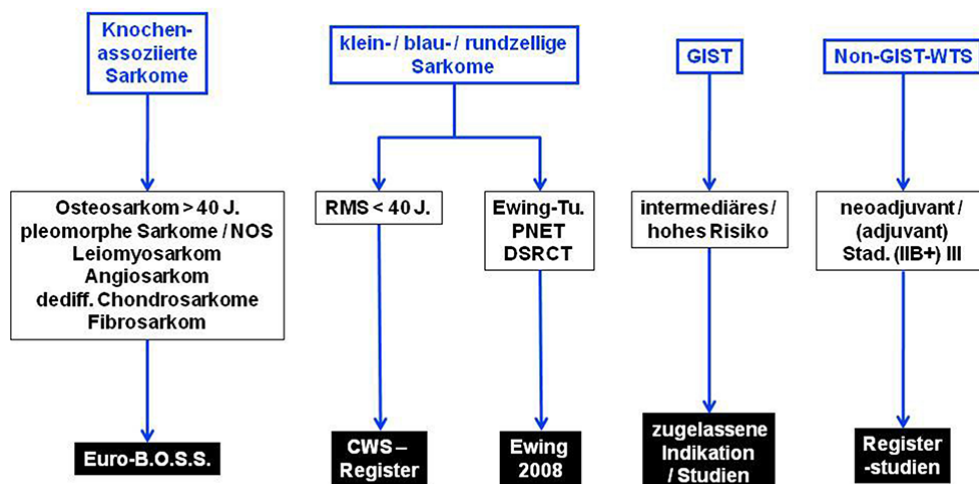 Knochen-
assoziierte
Sarkome
klein-/ blau-/ rundzellige
Sarkome
GIST
Non-GIST-WTS
Osteosarkom > 40 J.
pleomorphe Sarkome / NOS
Leiomyosarkom
Angiosarkom
dediff. Chondrosarkome
Fibrosarkom
RMS < 40 J.
Ewing-Tu.
PNET
DSRCT
intermediäres /
hohes Risiko
neoadjuvant /
(adjuvant)
Stad. (IIB+) III
Euro-B.O.S.S.
CWS –
Register
Ewing
2008
zugelassene
Indikation
/ Studien
Register
-studien